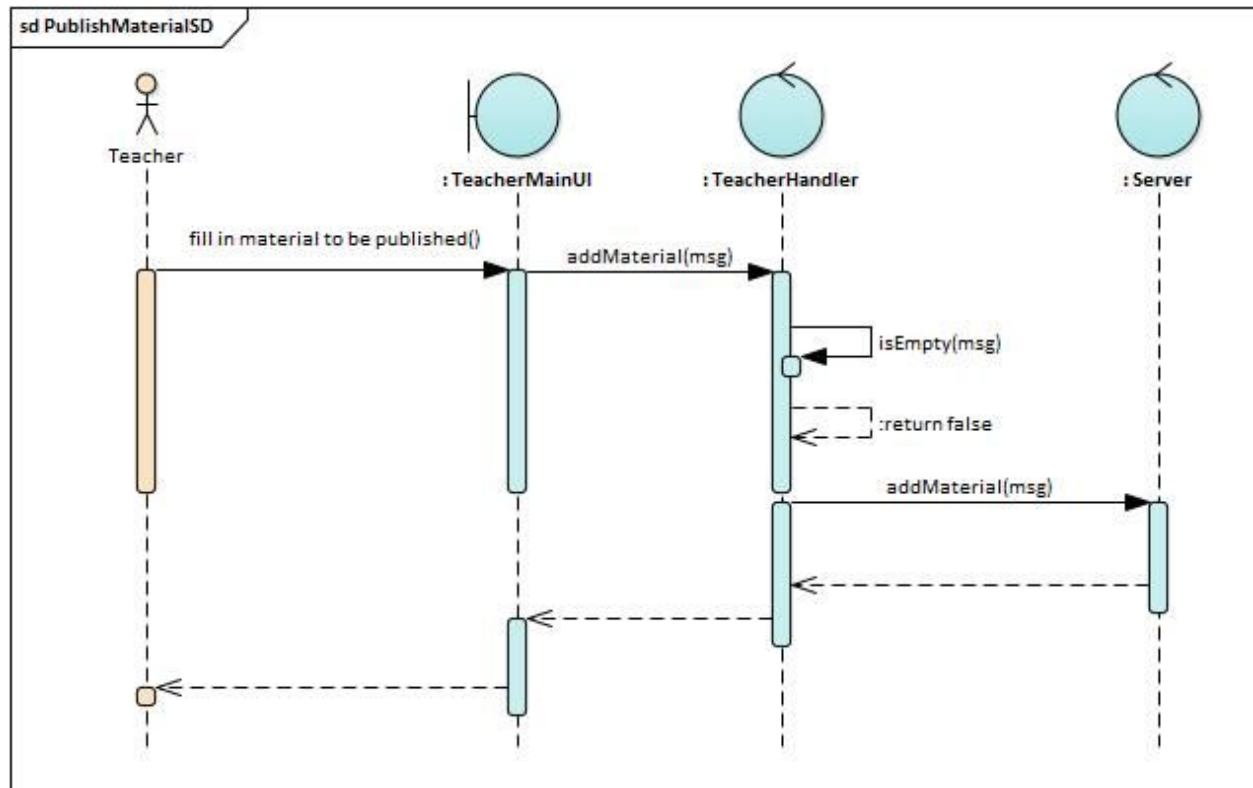 sd PublishMaterialSD
Teacher
: TeacherMainUI
: TeacherHandler
: Server
fill in material to be published()
addMaterial(msg)
isEmpty(msg)
:return false
addMaterial(msg)